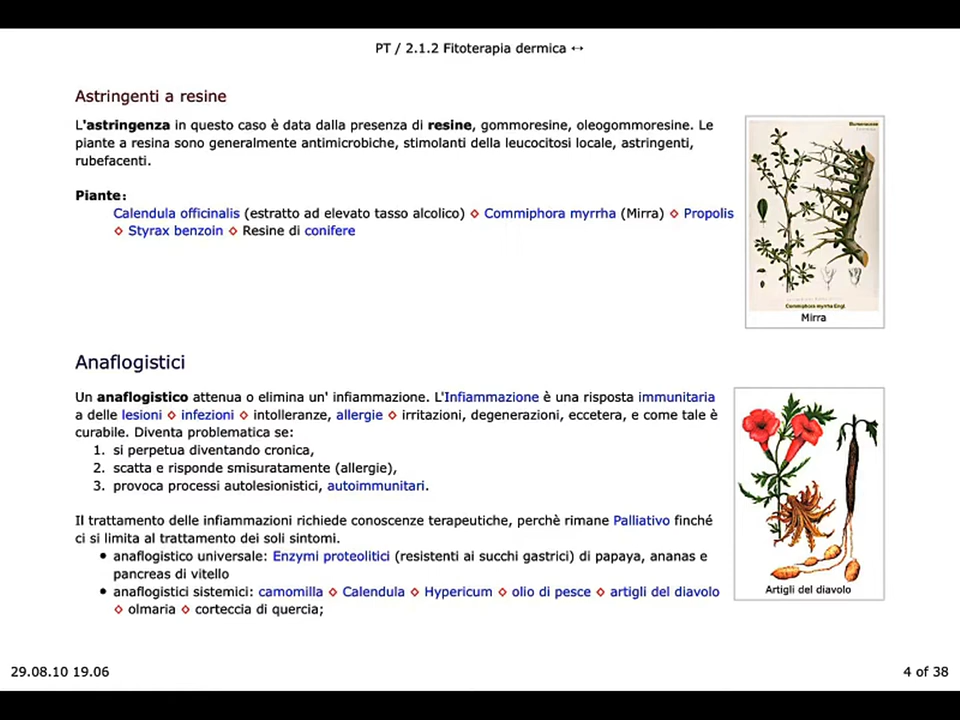 PT / 2.1.2 Fitoterapia dermica ↔
Astringenti a resine
L'astringenza in questo caso è data dalla presenza di resine, gommoresine, oleogommoresine. Le
piante a resina sono generalmente antimicrobiche, stimolanti della leucocitosi locale, astringenti,
rubefacenti.
Piante:
Calendula officinalis (estratto ad elevato tasso alcolico) ◇ Commiphora myrrha (Mirra) ◇ Propolis
◇ Styrax benzoin ◇ Resine di conifere
Commiphora myrrha Engl.
Mirra
Anaflogistici
Un anaflogistico attenua o elimina un' infiammazione. L'Infiammazione è una risposta immunitaria
a delle lesioni ◇ infezioni ◇ intolleranze, allergie ◇ irritazioni, degenerazioni, eccetera, e come tale è
curabile. Diventa problematica se:
1. si perpetua diventando cronica,
2. scatta e risponde smisuratamente (allergie),
3. provoca processi autolesionistici, autoimmunitari.
Il trattamento delle infiammazioni richiede conoscenze terapeutiche, perchè rimane Palliativo finché
ci si limita al trattamento dei soli sintomi.
• anaflogistico universale: Enzymi proteolitici (resistenti ai succhi gastrici) di papaya, ananas e
pancreas di vitello
• anaflogistici sistemici: camomilla ◇ Calendula ◇ Hypericum ◇ olio di pesce ◇ artigli del diavolo
◇ olmaria ◇ corteccia di quercia;
Artigli del diavolo
29.08.10 19.06
4 of 38